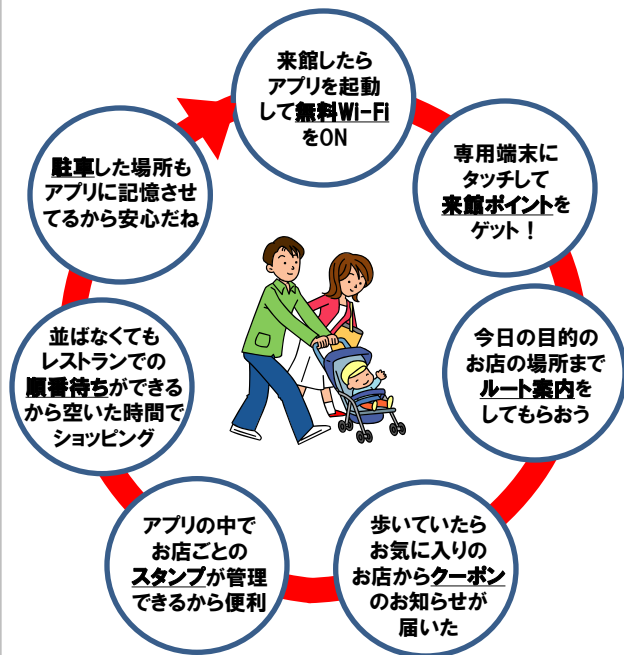 来館したら
アプリを起動
して無料Wi-Fi
をON
専用端末に
タッチして
来館ポイントを
ゲット！
今日の目的の
お店の場所まで
ルート案内を
してもらおう
歩いていたら
お気に入りの
お店からクーポン
のお知らせが
届いた
アプリの中で
お店ごとの
スタンプが管理
できるから便利
並ばなくても
レストランでの
順番待ちができる
から空いた時間で
ショッピング
駐車した場所も
アプリに記憶させ
てるから安心だね